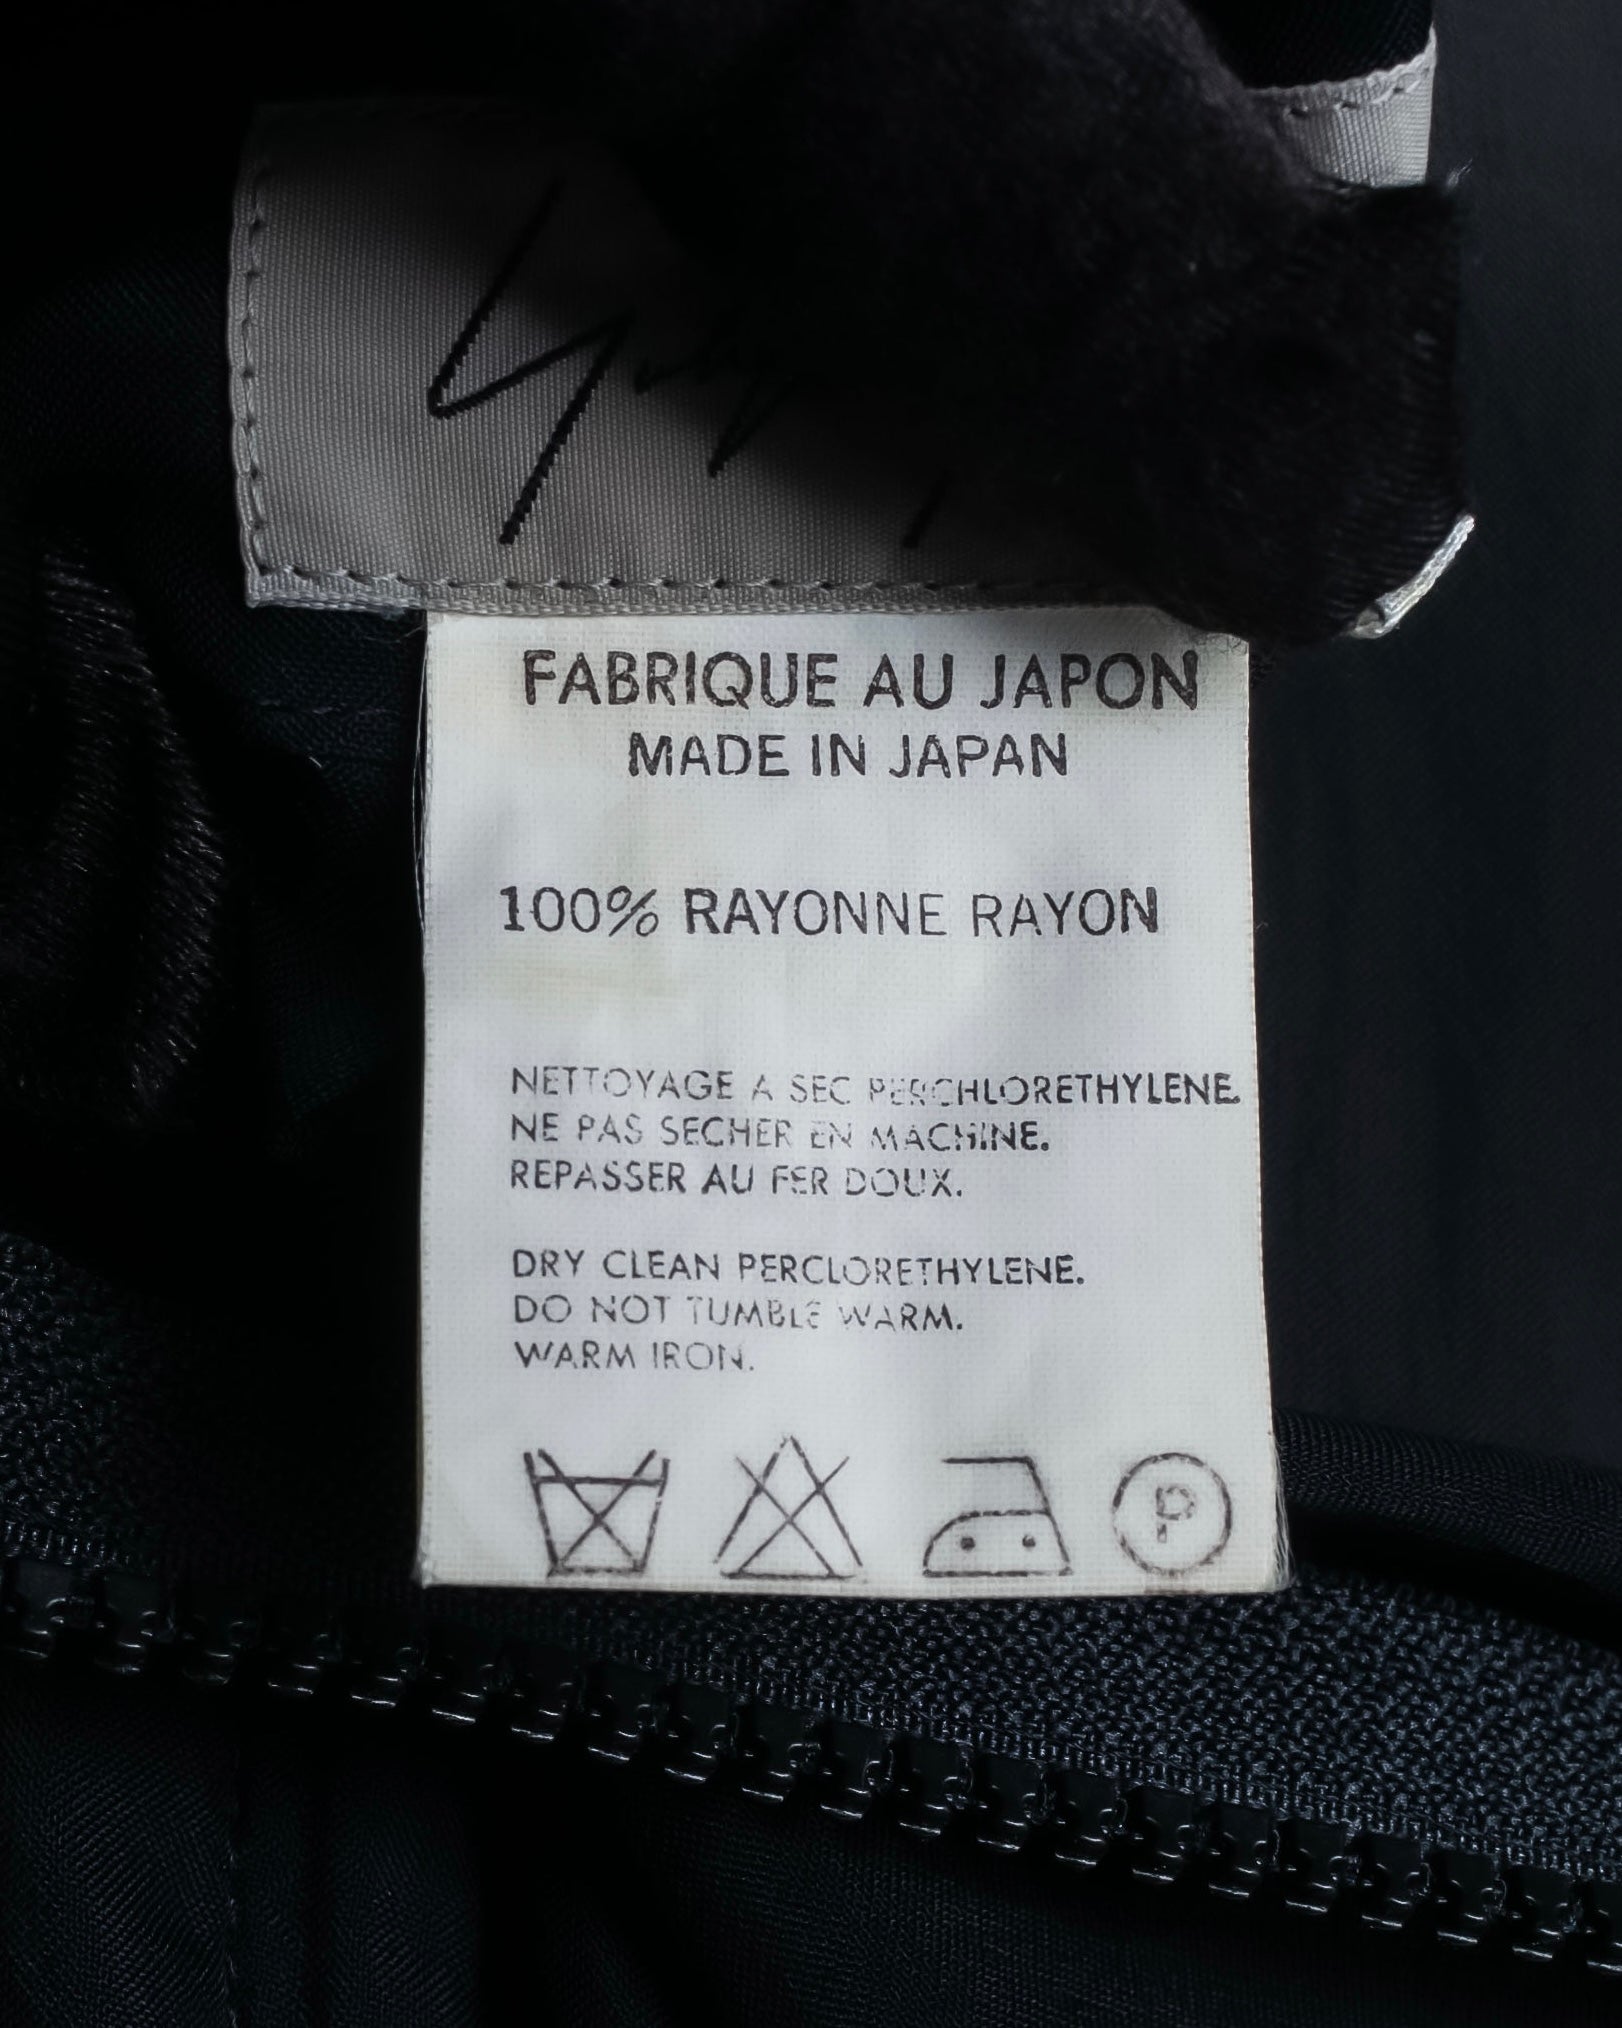 FABRIQUE AU JAPON
MADE IN JAPAN
100% RAYONNE RAYON
NETTOYAGE A SEC PERCHLORETHYLENE.
NE PAS SECHER EN MACHINE.
REPASSER AU FER DOUX.
DRY CLEAN PERCLORETHYLENE.
DO NOT TUMBLE WARM.
WARM IRON.
P